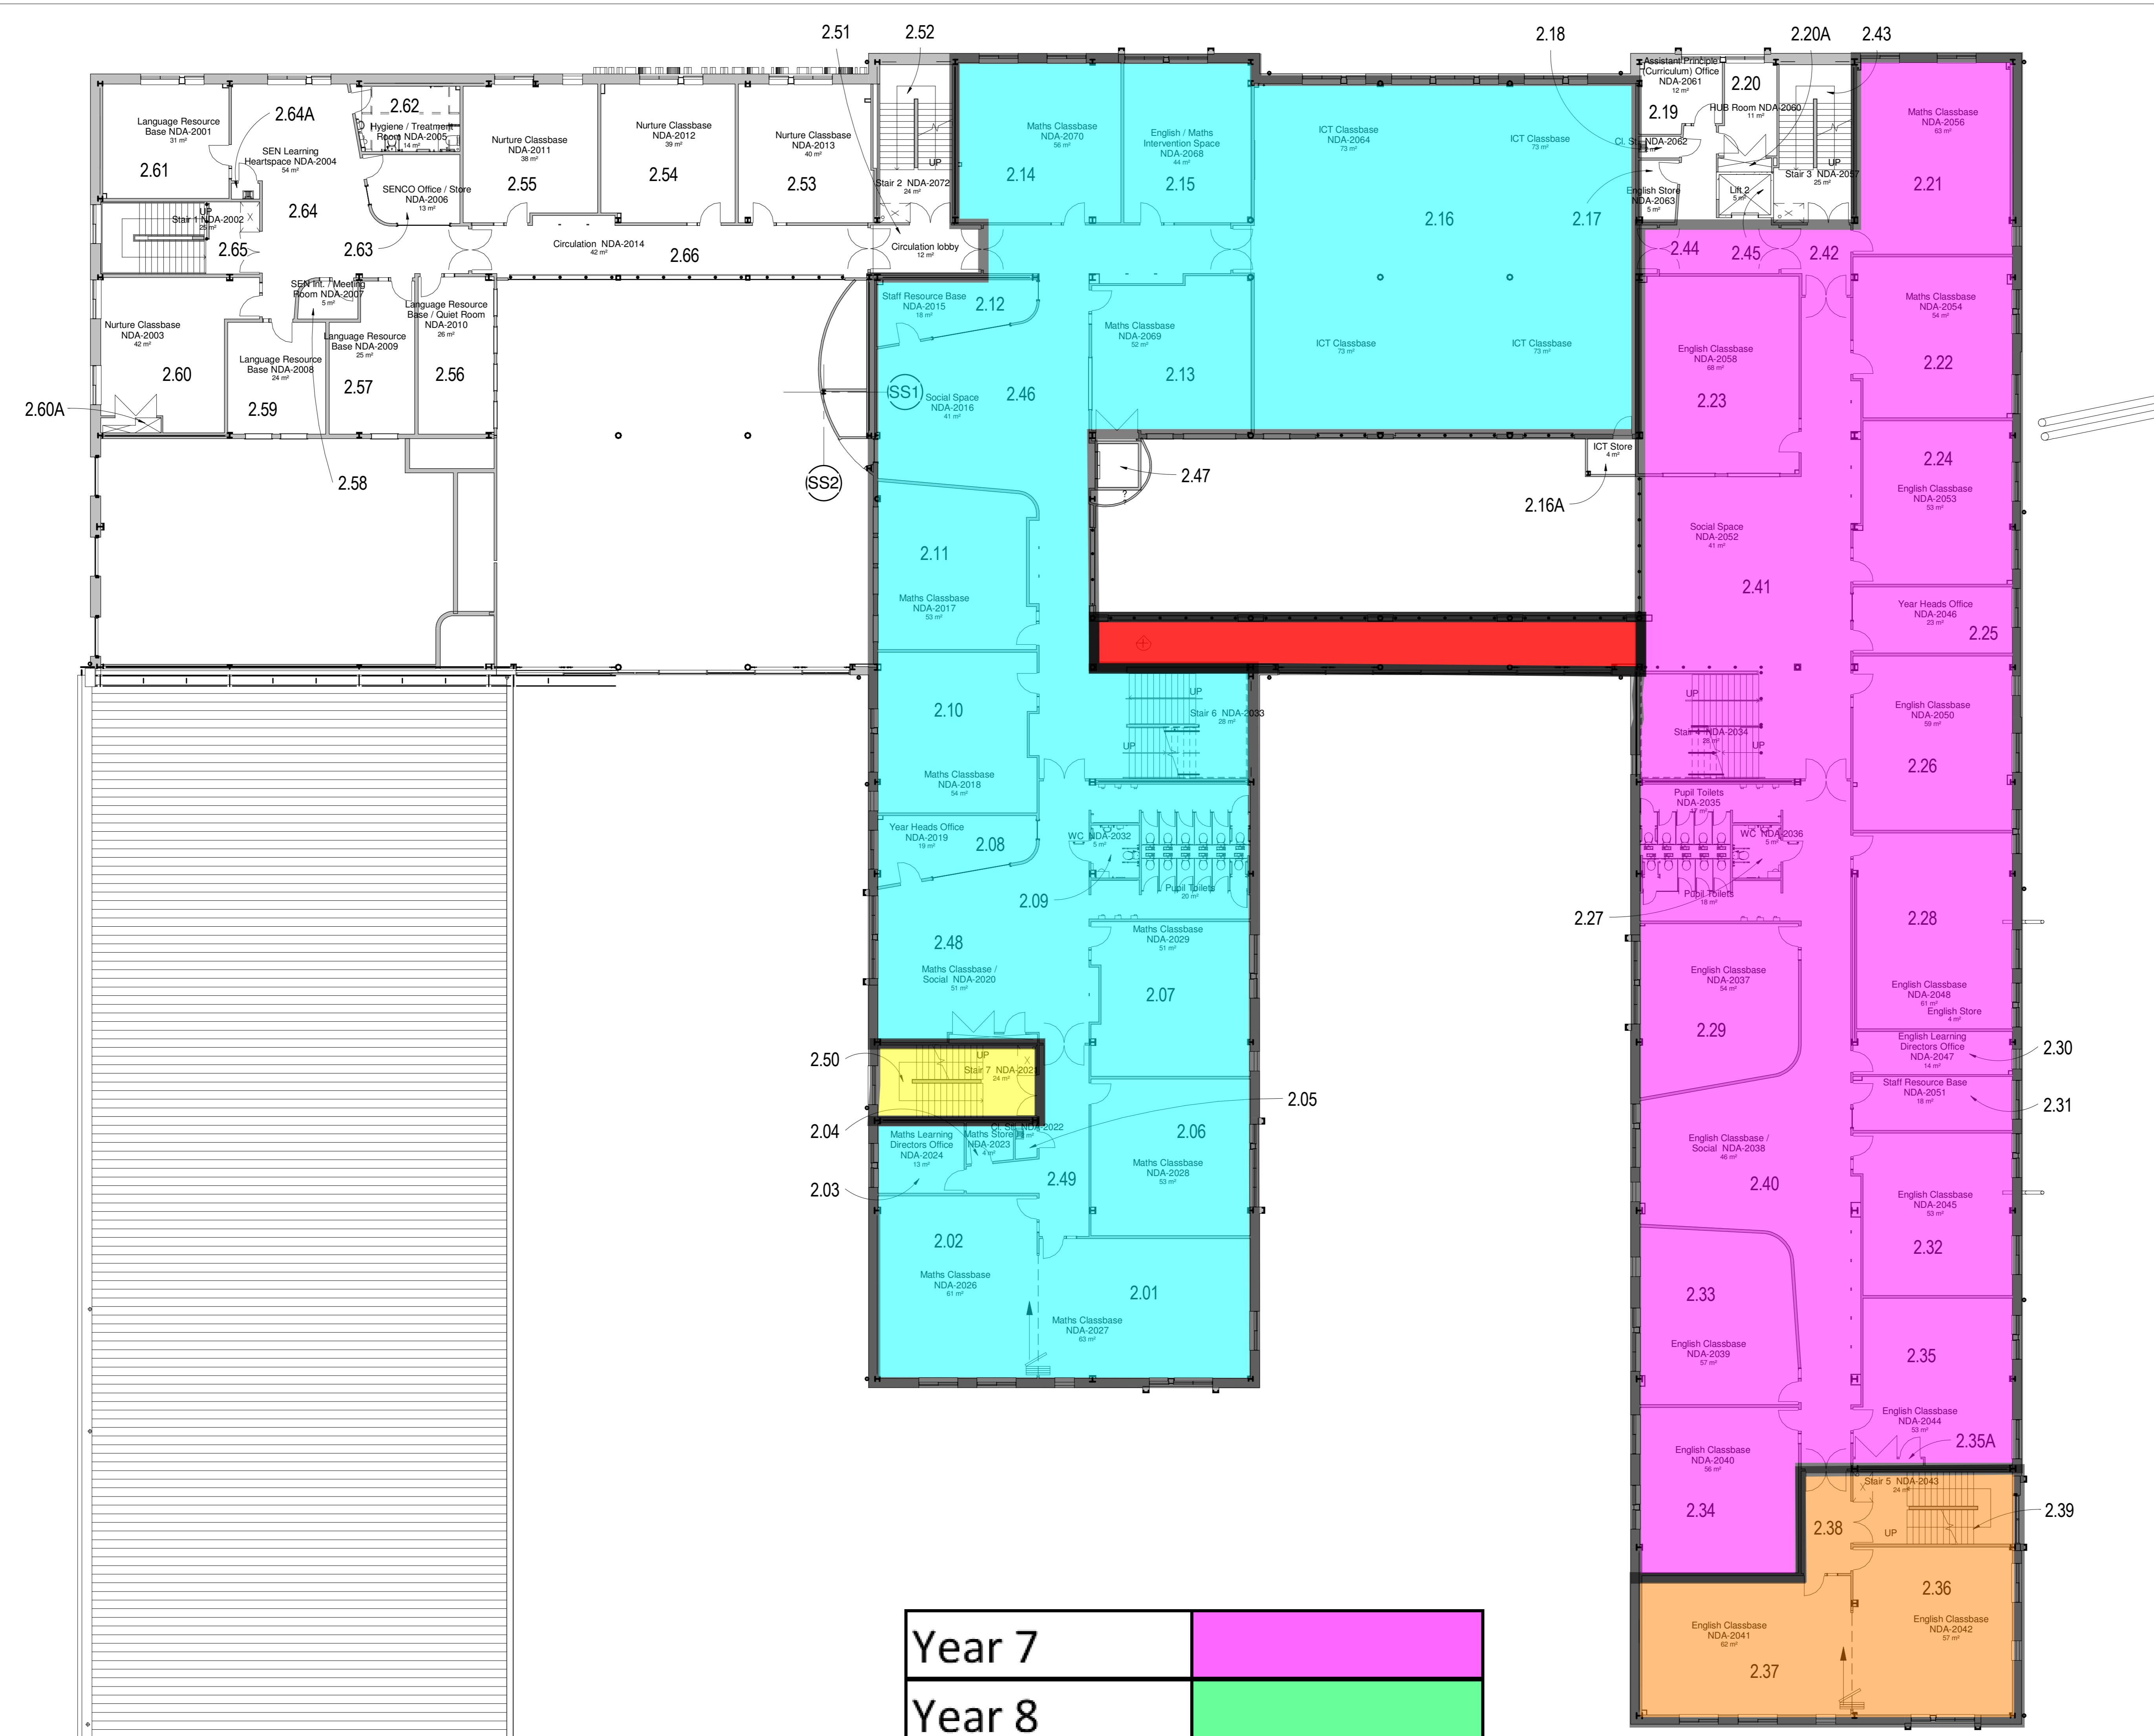 2.51
2.52
2.18
2.20A
2.43
Language Resource
Base NDA-2001
31 m²
2.61
2.64A
SEN Learning
Heartspace NDA-2004
54 m²
2.64
2.62
Hygiene / Treatment
Room NDA-2005
14 m²
SENCO Office / Store
NDA-2006
13 m²
2.63
Nurture Classbase
NDA-2011
38 m²
2.55
Nurture Classbase
NDA-2012
39 m²
2.54
Nurture Classbase
NDA-2013
40 m²
2.53
UP
Stair 2 NDA-2072
24 m²
UP
Stair 1 NDA-2002
2.65
Circulation NDA-2014
42 m²
2.66
Circulation lobby
12 m²
Maths Classbase
NDA-2070
56 m²
2.14
English / Maths
Intervention Space
NDA-2068
44 m²
2.15
ICT Classbase
NDA-2064
73 m²
ICT Classbase
73 m²
2.16
ICT Classbase
73 m²
ICT Classbase
73 m²
Assistant Principle
(Curriculum) Office
NDA-2061
12 m²
2.19
2.20
HUB Room NDA-2060
11 m²
Cl. St. NDA-2062
English Store
NDA-2063
5 m²
2.17
Lift 2
5 m²
UP
Stair 3 NDA-2057
25 m²
Maths Classbase
NDA-2056
63 m²
2.21
2.44
2.45
2.42
Nurture Classbase
NDA-2003
42 m²
2.60
2.60A
SEN Int. / Meeting
Room NDA-2007
5 m²
Language Resource
Base NDA-2008
24 m²
2.59
Language Resource
Base NDA-2009
25 m²
2.57
Language Resource
Base / Quiet Room
NDA-2010
26 m²
2.56
2.58
SS1
SS2
Staff Resource Base
NDA-2015
18 m²
2.12
Social Space
NDA-2016
41 m²
2.46
Maths Classbase
NDA-2069
52 m²
2.13
2.47
?
ICT Store
4 m²
2.16A
English Classbase
NDA-2058
68 m²
2.23
Maths Classbase
NDA-2054
54 m²
2.22
2.24
English Classbase
NDA-2053
53 m²
Social Space
NDA-2052
41 m²
2.41
Year Heads Office
NDA-2046
23 m²
2.25
2.11
Maths Classbase
NDA-2017
53 m²
2.10
Maths Classbase
NDA-2018
54 m²
UP
Stair 6 NDA-2033
28 m²
UP
UP
Stair 4 NDA-2034
28 m²
UP
English Classbase
NDA-2050
59 m²
2.26
Year Heads Office
NDA-2019
19 m²
2.08
WC NDA-2032
5 m²
2.09
Pupil Toilets
20 m²
Pupil Toilets
NDA-2035
17 m²
WC NDA-2036
5 m²
Pupil Toilets
18 m²
2.27
2.28
English Classbase
NDA-2048
61 m²
English Store
4 m²
2.48
Maths Classbase /
Social NDA-2020
51 m²
Maths Classbase
NDA-2029
51 m²
2.07
English Classbase
NDA-2037
54 m²
2.29
English Learning
Directors Office
NDA-2047
14 m²
2.30
Staff Resource Base
NDA-2051
18 m²
2.31
2.50
UP
X
Stair 7 NDA-2021
24 m²
2.04
2.05
Cl. St. NDA-2022
Maths Learning
Directors Office
NDA-2024
13 m²
Maths Store
NDA-2023
4 m²
2.03
2.49
2.06
Maths Classbase
NDA-2028
53 m²
English Classbase /
Social NDA-2038
46 m²
2.40
English Classbase
NDA-2045
53 m²
2.32
2.02
Maths Classbase
NDA-2026
61 m²
2.01
Maths Classbase
NDA-2027
63 m²
2.33
English Classbase
NDA-2039
57 m²
2.35
English Classbase
NDA-2044
53 m²
2.35A
English Classbase
NDA-2040
56 m²
2.34
Stair 5 NDA-2043
24 m²
X
2.38
UP
2.39
2.36
English Classbase
NDA-2042
57 m²
English Classbase
NDA-2041
62 m²
2.37
Year 7
Year 8